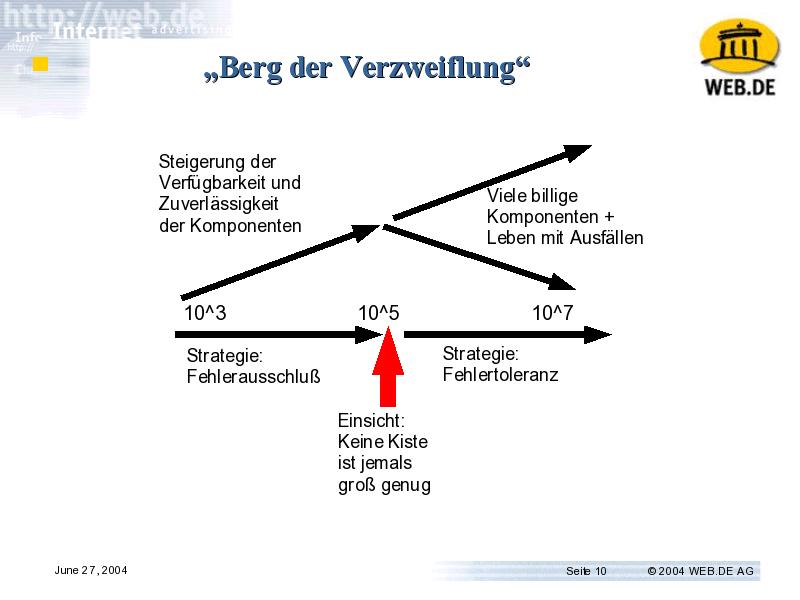 http://web.de
Internet advertising
Info
http://
„Berg der Verzweiflung“
WEB.DE
Steigerung der
Verfügbarkeit und
Zuverlässigkeit
der Komponenten
Viele billige
Komponenten +
Leben mit Ausfällen
10^3 10^5 10^7
Strategie:
Fehlerausschluß
Strategie:
Fehlertoleranz
Einsicht:
Keine Kiste
ist jemals
groß genug
June 27, 2004 Seite 10 © 2004 WEB.DE AG